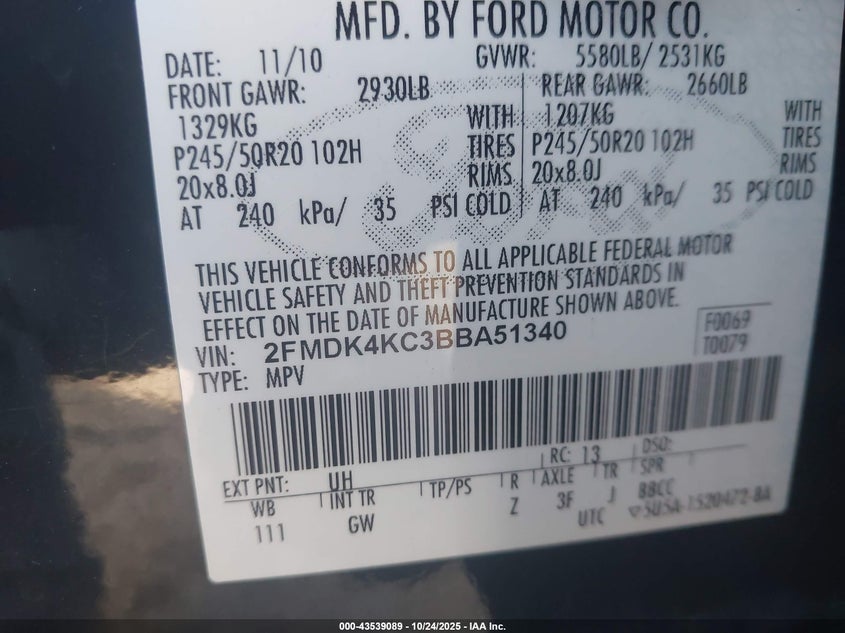 MFD. BY FORD MOTOR CO.
DATE: 11/10 GVWR: 5580LB/ 2531KG
FRONT GAWR: 2930LB REAR GAWR: 2660LB
1329KG WITH 1207KG WITH
P245/50R20 102H TIRES P245/50R20 102H TIRES
20x8.0J RIMS 20x8.0J RIMS
AT 240 kPa/ 35 PSI COLD AT 240 kPa/ 35 PSI COLD
THIS VEHICLE CONFORMS TO ALL APPLICABLE FEDERAL MOTOR
VEHICLE SAFETY AND THEFT PREVENTION STANDARDS IN
EFFECT ON THE DATE OF MANUFACTURE SHOWN ABOVE.
VIN: 2FMDK4KC3BBA51340 F0069
TYPE: MPV T0079
EXT PNT: UH RC: 13 DSO:
WB INT TR TP/PS R AXLE TR SPR
111 GW Z 3F J BBCC
UTC 5U5A-1520472-BA
000-43539089 - 10/24/2025 - IAA Inc.